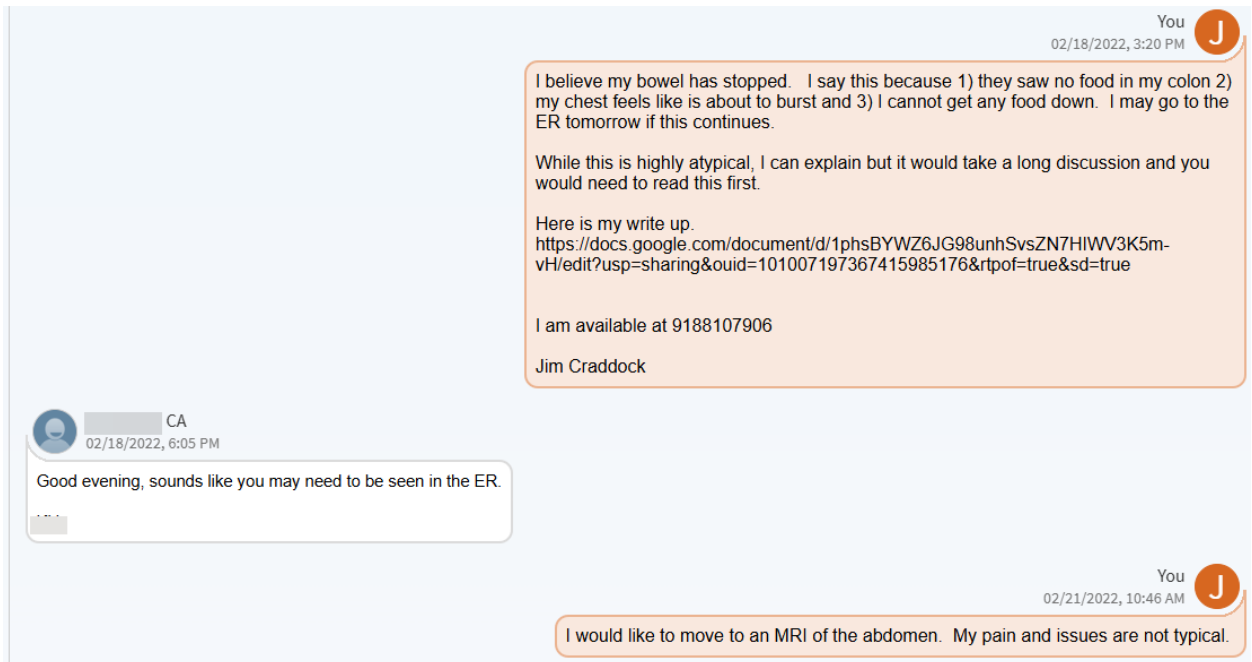 You
02/18/2022, 3:20 PM
J
I believe my bowel has stopped. I say this because 1) they saw no food in my colon 2)
my chest feels like is about to burst and 3) I cannot get any food down. I may go to the
ER tomorrow if this continues.
While this is highly atypical, I can explain but it would take a long discussion and you
would need to read this first.
Here is my write up.
https://docs.google.com/document/d/1phsBYWZ6JG98unhSvsZN7HIWV3K5m-
vH/edit?usp=sharing&ouid=101007197367415985176&rtpof=true&sd=true
I am available at 9188107906
Jim Craddock
CA
02/18/2022, 6:05 PM
Good evening, sounds like you may need to be seen in the ER.
You
02/21/2022, 10:46 AM
J
I would like to move to an MRI of the abdomen. My pain and issues are not typical.